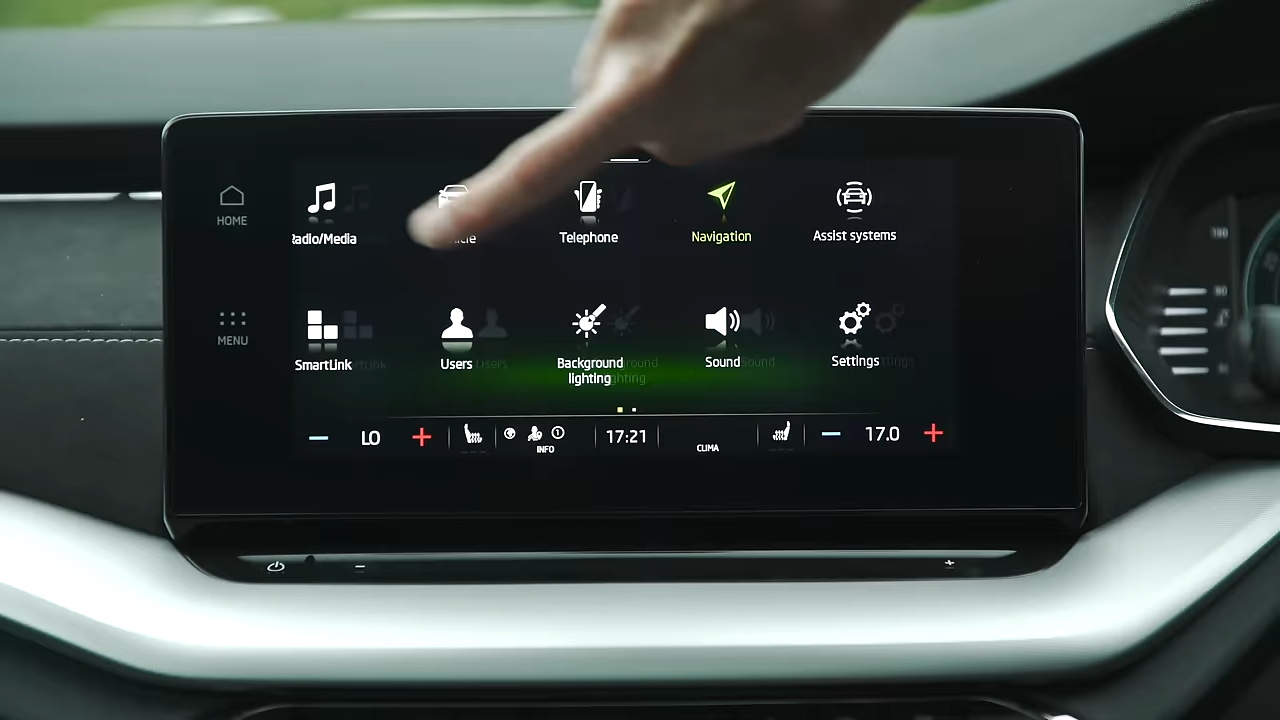 HOME
Radio/Media
Telephone
Navigation
Assist systems
MENU
SmartLink
Users
Background
lighting
Sound
Settings
LO
INFO
17:21
CLIMA
17.0